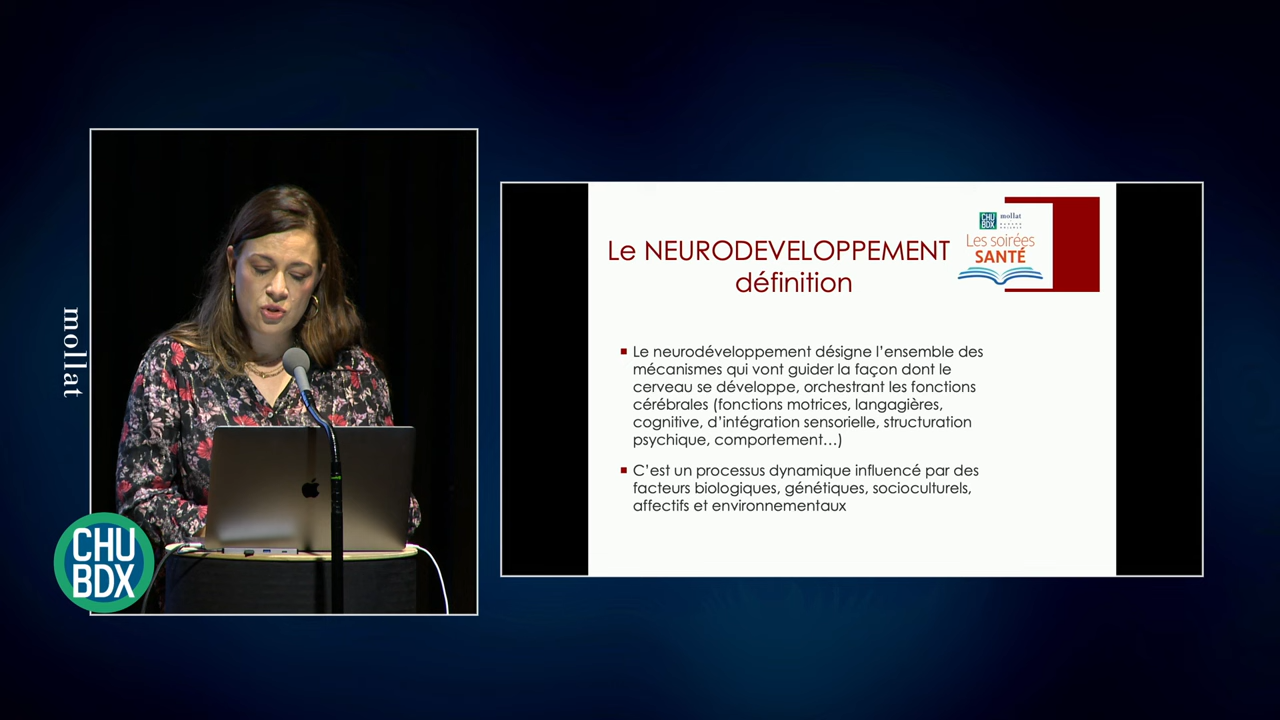 mollat
CHU
BDX
Le NEURODEVELOPPEMENT
définition
CHU
BDX
mollat
Les soirées
SANTÉ
Le neurodéveloppement désigne l'ensemble des
mécanismes qui vont guider la façon dont le
cerveau se développe, orchestrant les fonctions
cérébrales (fonctions motrices, langagières,
cognitive, d'intégration sensorielle, structuration
psychique, comportement…)
C'est un processus dynamique influencé par des
facteurs biologiques, génétiques, socioculturels,
affectifs et environnementaux